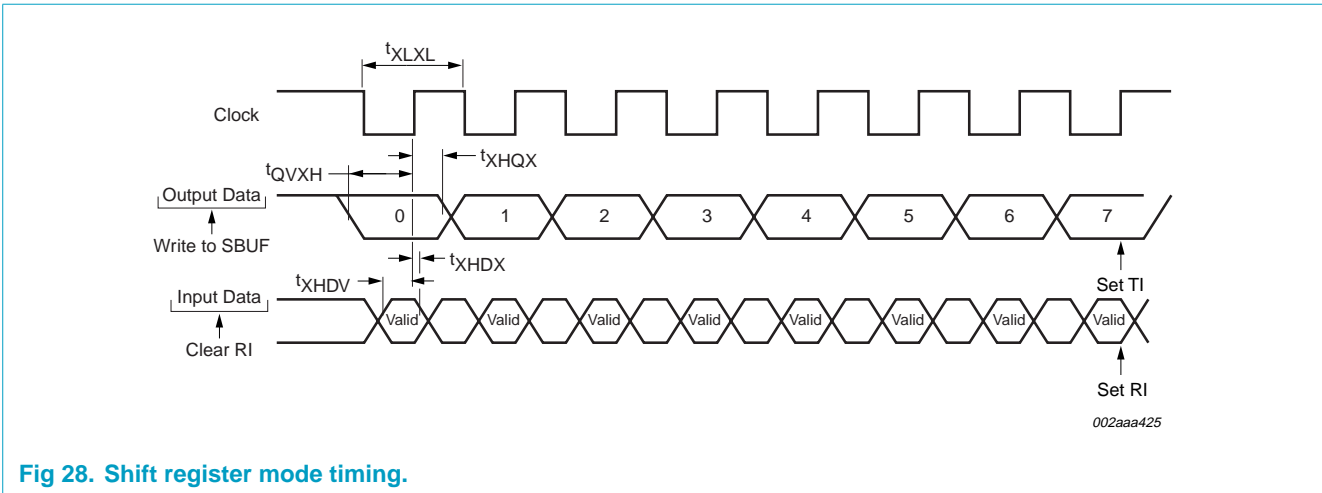 tXLXL
Clock
tXHQX
tQVXH
Output Data
0 1 2 3 4 5 6 7
Write to SBUF
tXHDX
Set TI
tXHDV
Input Data
Valid Valid Valid Valid Valid Valid Valid Valid
Clear RI
Set RI
002aaa425
Fig 28. Shift register mode timing.